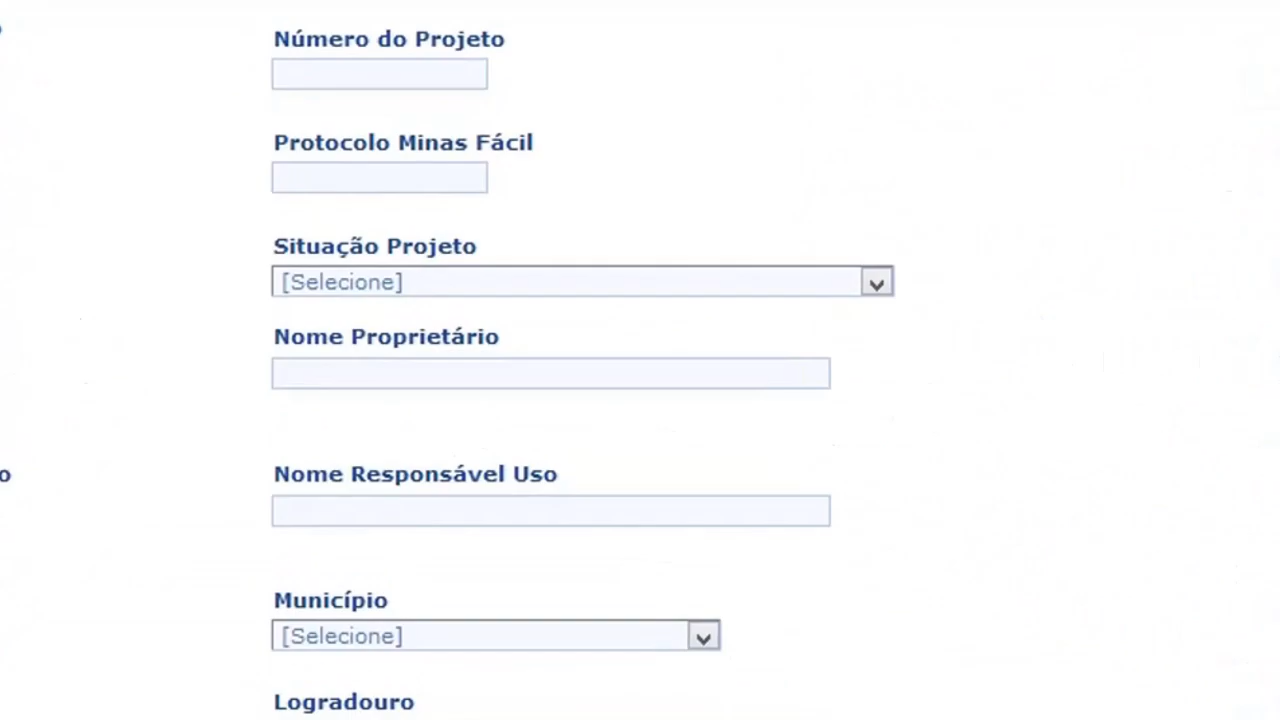 Número do Projeto
Protocolo Minas Fácil
Situação Projeto
[Selecione]
Nome Proprietário
Nome Responsável Uso
Município
[Selecione]
Logradouro